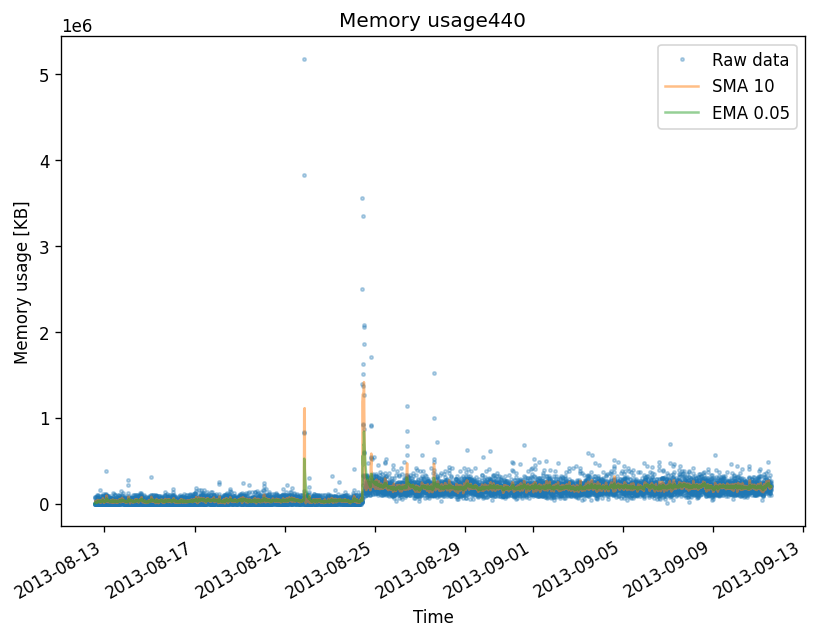 Memory usage440
1e6
Raw data
SMA 10
EMA 0.05
5
4
3
2
1
0
Memory usage [KB]
2013-08-13
2013-08-17
2013-08-21
2013-08-25
2013-08-29
2013-09-01
2013-09-05
2013-09-09
2013-09-13
Time